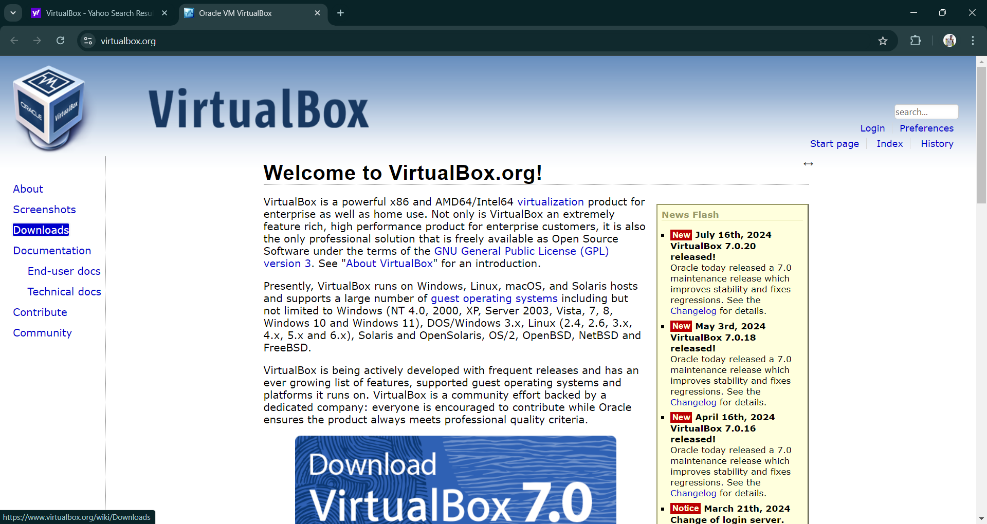 VirtualBox - Yahoo Search Resu
Oracle VM VirtualBox
virtualbox.org
ORACLE
VM
VirtualBox
VirtualBox
search...
Login Preferences
Start page Index History
About
Screenshots
Downloads
Documentation
End-user docs
Technical docs
Contribute
Community
Welcome to VirtualBox.org!
VirtualBox is a powerful x86 and AMD64/Intel64 virtualization product for
enterprise as well as home use. Not only is VirtualBox an extremely
feature rich, high performance product for enterprise customers, it is also
the only professional solution that is freely available as Open Source
Software under the terms of the GNU General Public License (GPL)
version 3. See "About VirtualBox" for an introduction.
Presently, VirtualBox runs on Windows, Linux, macOS, and Solaris hosts
and supports a large number of guest operating systems including but
not limited to Windows (NT 4.0, 2000, XP, Server 2003, Vista, 7, 8,
Windows 10 and Windows 11), DOS/Windows 3.x, Linux (2.4, 2.6, 3.x,
4.x, 5.x and 6.x), Solaris and OpenSolaris, OS/2, OpenBSD, NetBSD and
FreeBSD.
VirtualBox is being actively developed with frequent releases and has an
ever growing list of features, supported guest operating systems and
platforms it runs on. VirtualBox is a community effort backed by a
dedicated company: everyone is encouraged to contribute while Oracle
ensures the product always meets professional quality criteria.
Download
VirtualBox 7.0
News Flash
New July 16th, 2024
VirtualBox 7.0.20
released!
Oracle today released a 7.0
maintenance release which
improves stability and fixes
regressions. See the
Changelog for details.
New May 3rd, 2024
VirtualBox 7.0.18
released!
Oracle today released a 7.0
maintenance release which
improves stability and fixes
regressions. See the
Changelog for details.
New April 16th, 2024
VirtualBox 7.0.16
released!
Oracle today released a 7.0
maintenance release which
improves stability and fixes
regressions. See the
Changelog for details.
Notice March 21th, 2024
Change of login server.
https://www.virtualbox.org/wiki/Downloads